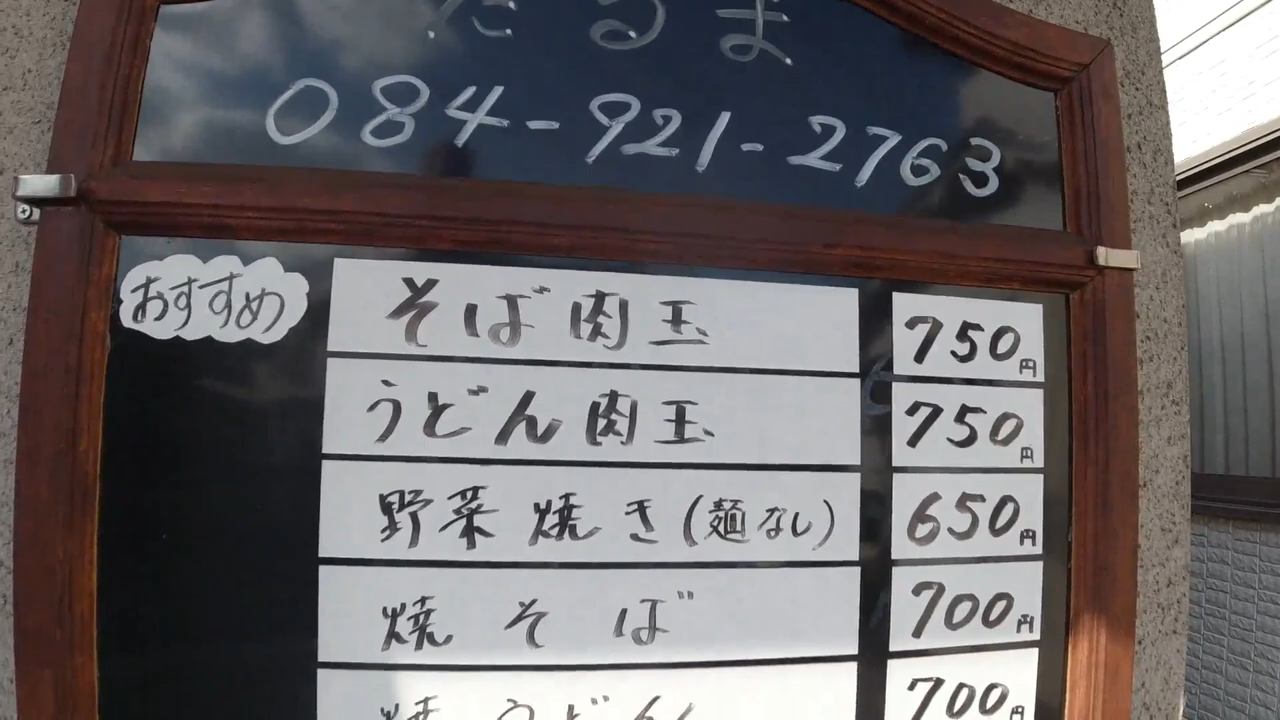 だるま
084-921-2763
おすすめ
そば肉玉 750円
うどん肉玉 750円
野菜焼き(麺なし) 650円
焼そば 700円
焼うどん 700円